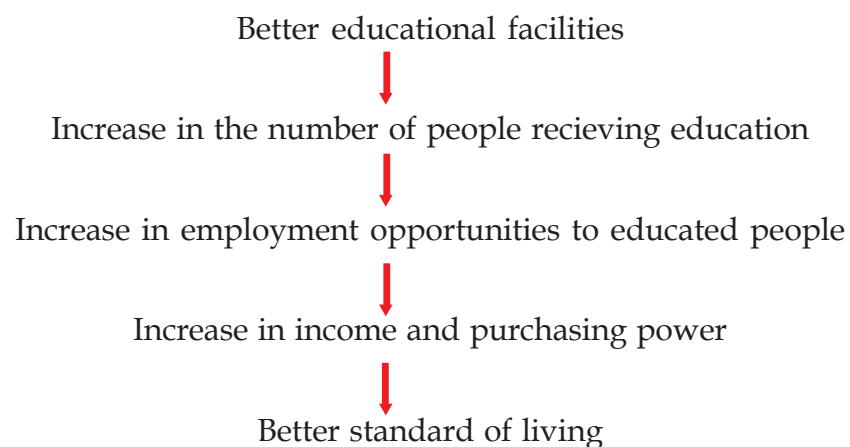 Better educational facilities
Increase in the number of people recieving education
Increase in employment opportunities to educated people
Increase in income and purchasing power
Better standard of living